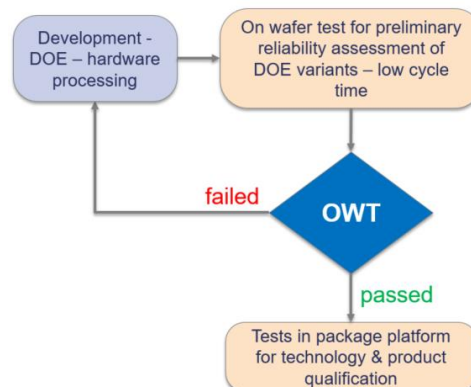 Development -
DOE – hardware
processing
On wafer test for preliminary
reliability assessment of
DOE variants – low cycle
time
failed
OWT
passed
Tests in package platform
for technology & product
qualification